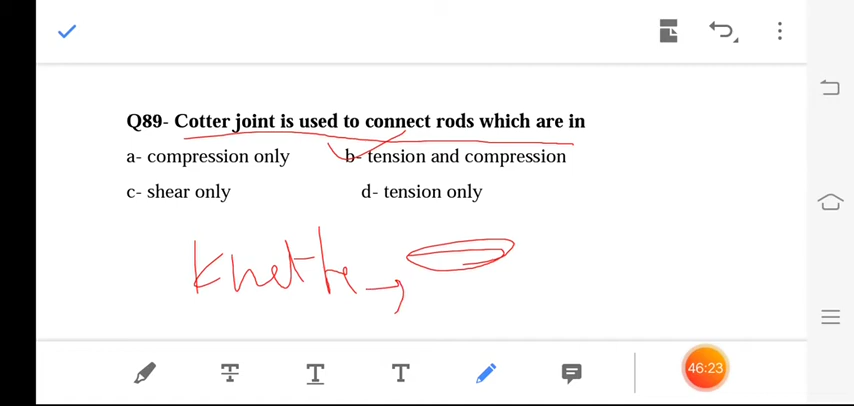 Q89- Cotter joint is used to connect rods which are in
a- compression only b- tension and compression
c- shear only d- tension only
T T T
46:23